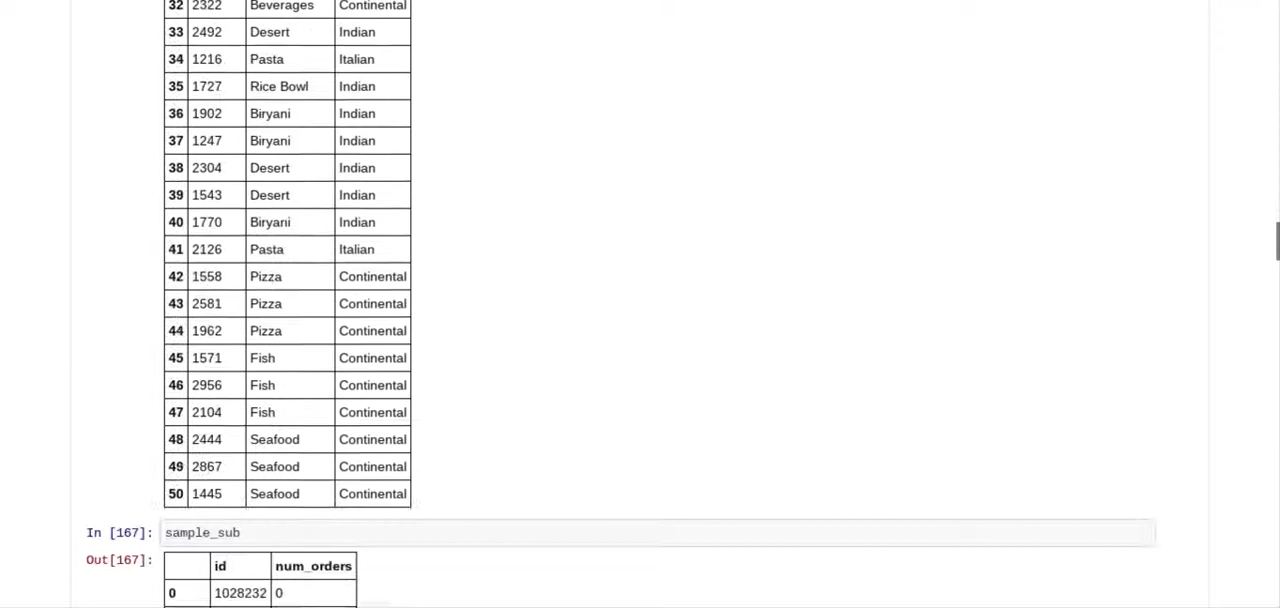 32 2322 Beverages Continental
33 2492 Desert Indian
34 1216 Pasta Italian
35 1727 Rice Bowl Indian
36 1902 Biryani Indian
37 1247 Biryani Indian
38 2304 Desert Indian
39 1543 Desert Indian
40 1770 Biryani Indian
41 2126 Pasta Italian
42 1558 Pizza Continental
43 2581 Pizza Continental
44 1962 Pizza Continental
45 1571 Fish Continental
46 2956 Fish Continental
47 2104 Fish Continental
48 2444 Seafood Continental
49 2867 Seafood Continental
50 1445 Seafood Continental
In [167]: sample_sub
Out[167]: id num_orders
0 1028232 0